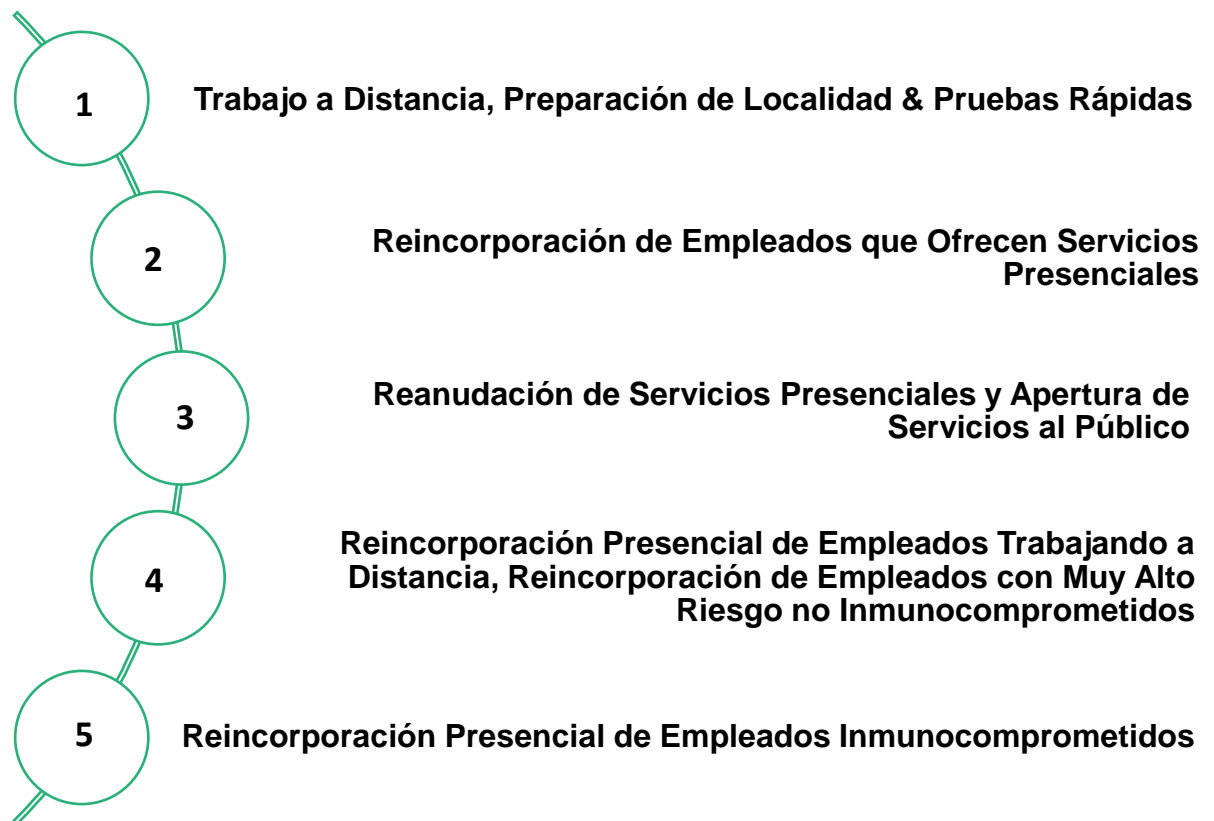 1
Trabajo a Distancia, Preparación de Localidad & Pruebas Rápidas
2
Reincorporación de Empleados que Ofrecen Servicios
Presenciales
3
Reanudación de Servicios Presenciales y Apertura de
Servicios al Público
4
Reincorporación Presencial de Empleados Trabajando a
Distancia, Reincorporación de Empleados con Muy Alto
Riesgo no Inmunocomprometidos
5
Reincorporación Presencial de Empleados Inmunocomprometidos